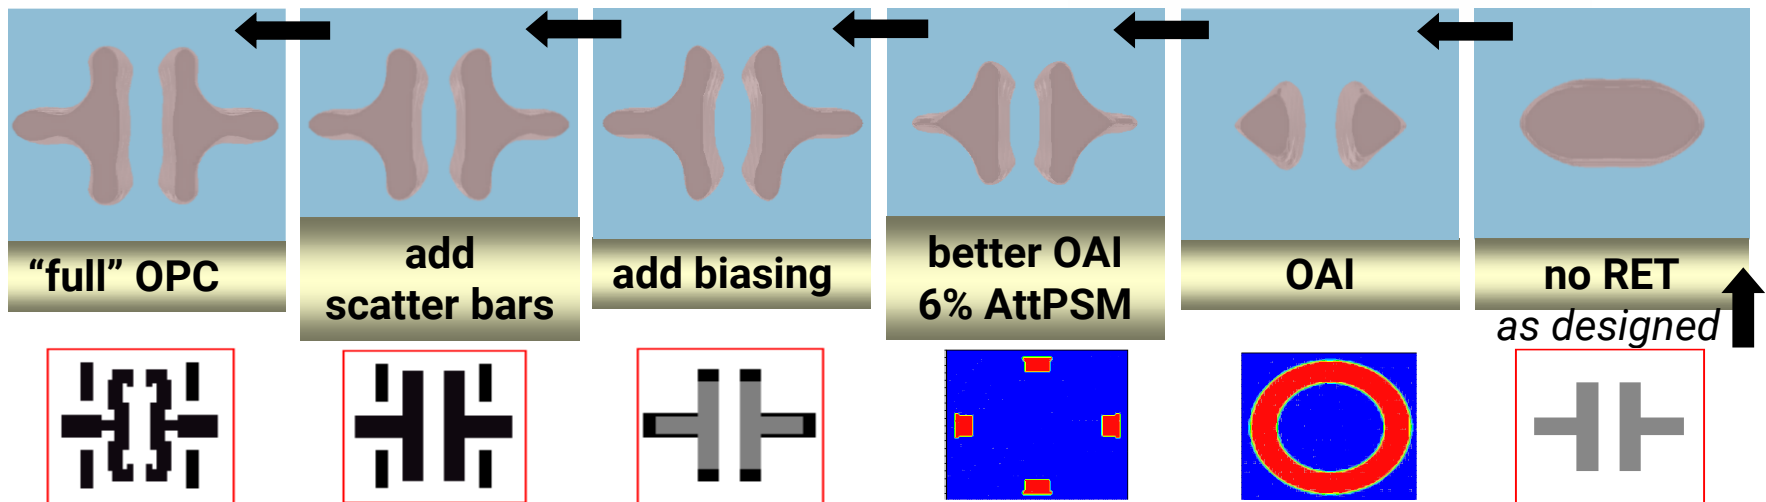 “full” OPC
add
scatter bars
add biasing
better OAI
6% AttPSM
OAI
no RET
as designed